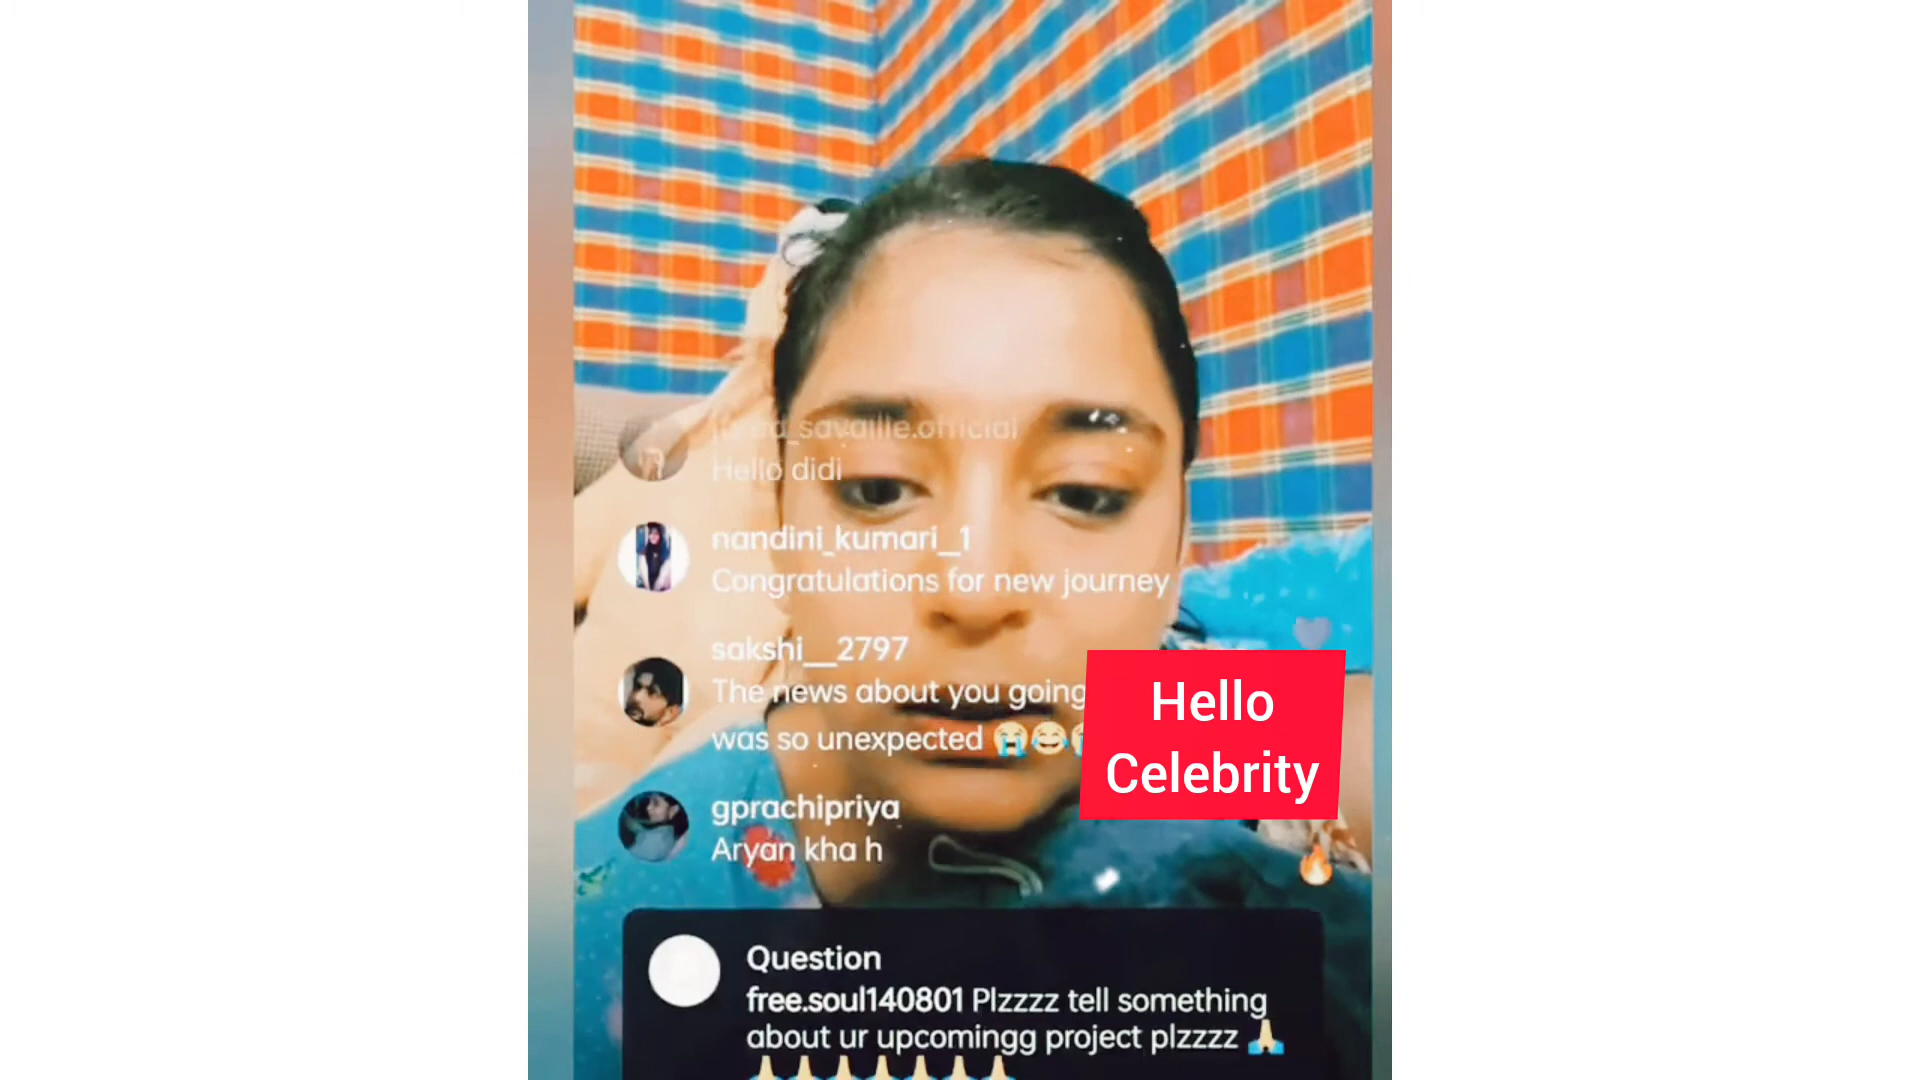 Hello didi
nandini_kumari__1
Congratulations for new journey
sakshi__2797
The news about you going
was so unexpected 😭😂
gprachipriya
Aryan kha h
Hello
Celebrity
Question
free.soul140801 Plzzzz tell something
about ur upcomingg project plzzzz 🙏
🙏🙏🙏🙏🙏🙏🙏